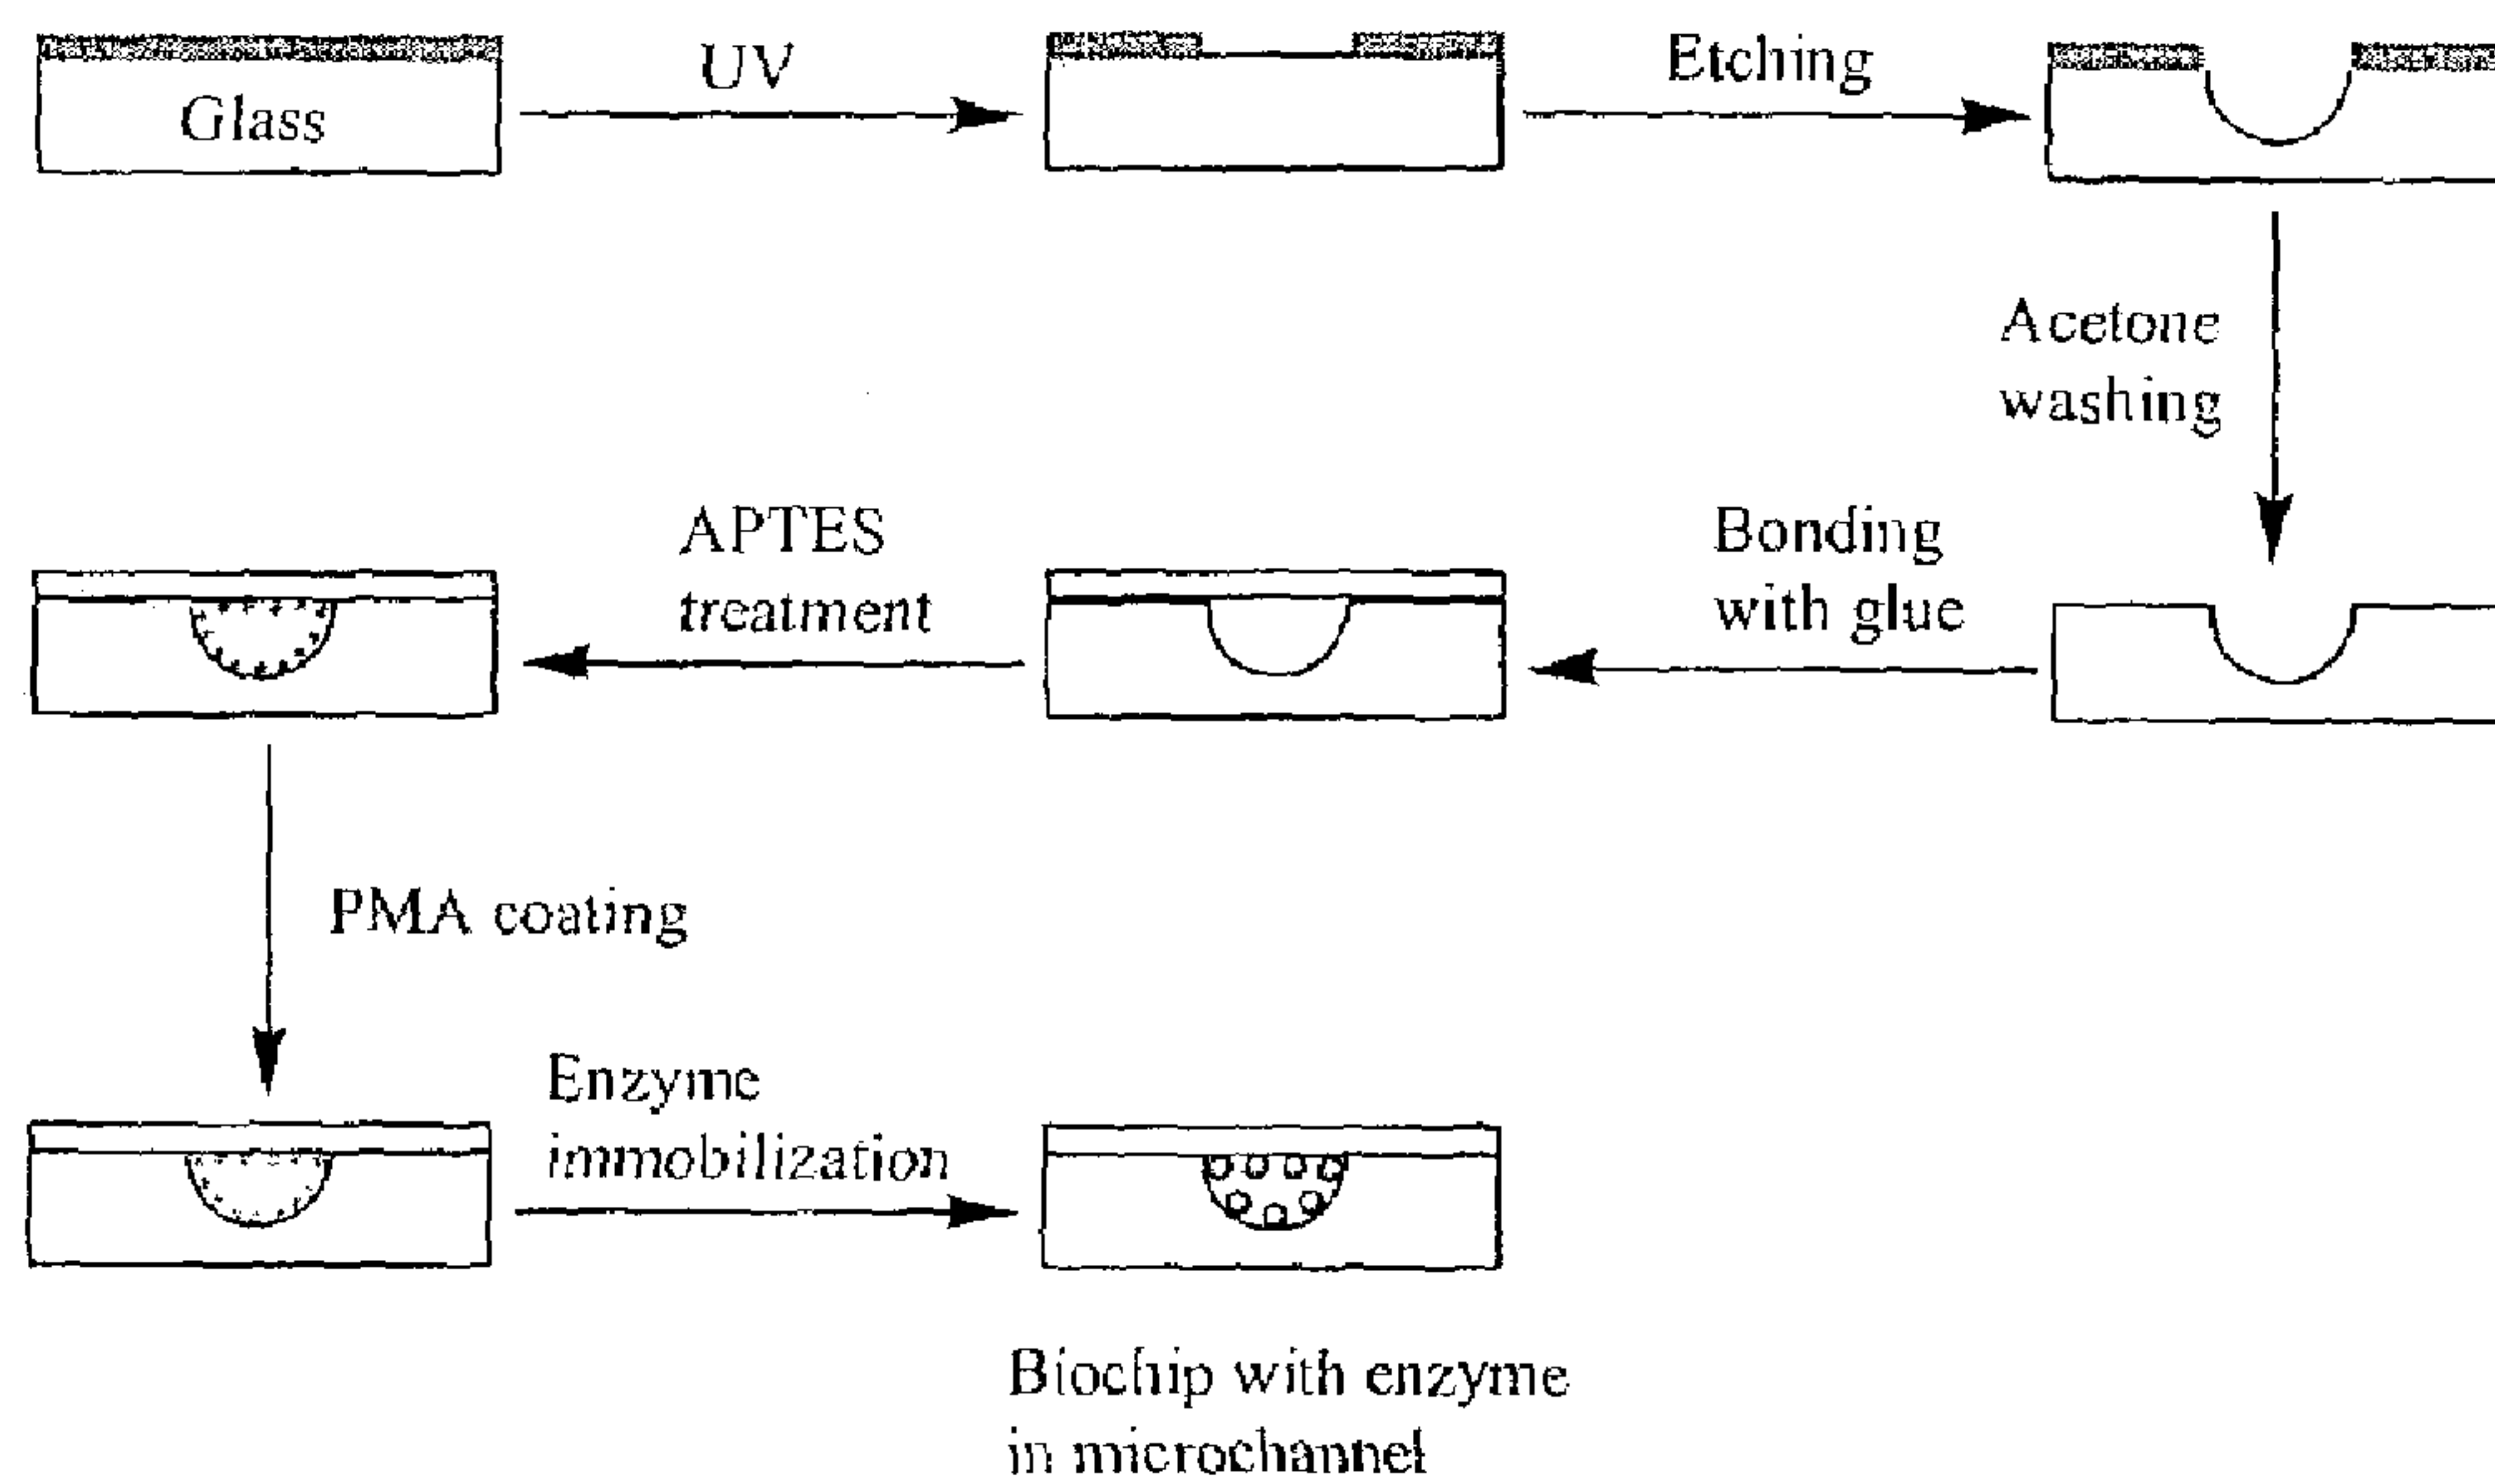 Glass
UV
Etching
Acetone
washing
Bonding
with glue
APTES
treatment
PMA coating
Enzyme
immobilization
Biochip with enzyme
in microchannel